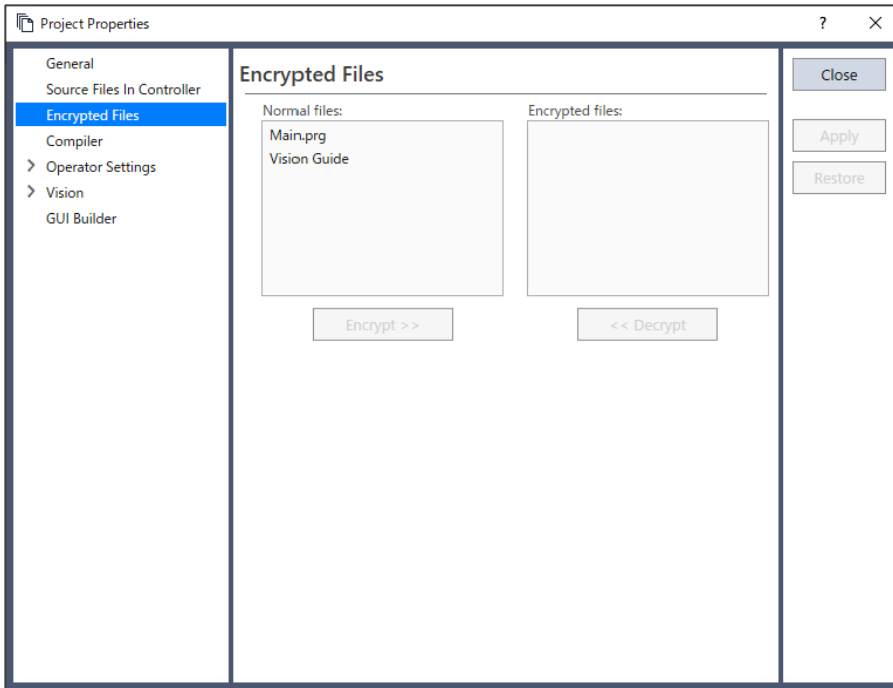 Project Properties
?
General
Source Files In Controller
Encrypted Files
Compiler
Operator Settings
Vision
GUI Builder
Encrypted Files
Normal files:
Main.prg
Vision Guide
Encrypt >>
Encrypted files:
<< Decrypt
Close
Apply
Restore